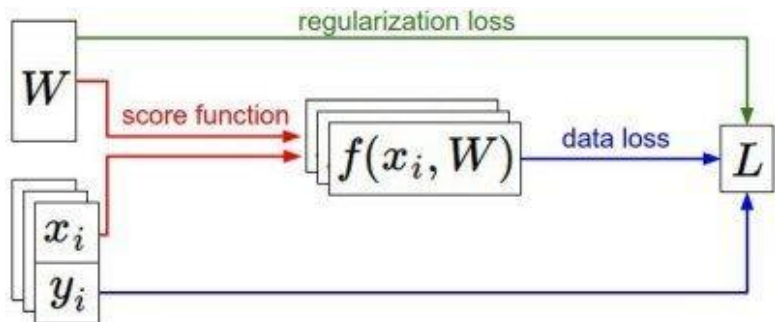 regularization loss
W
score function
f(x_i, W)
data loss
L
x_i
y_i